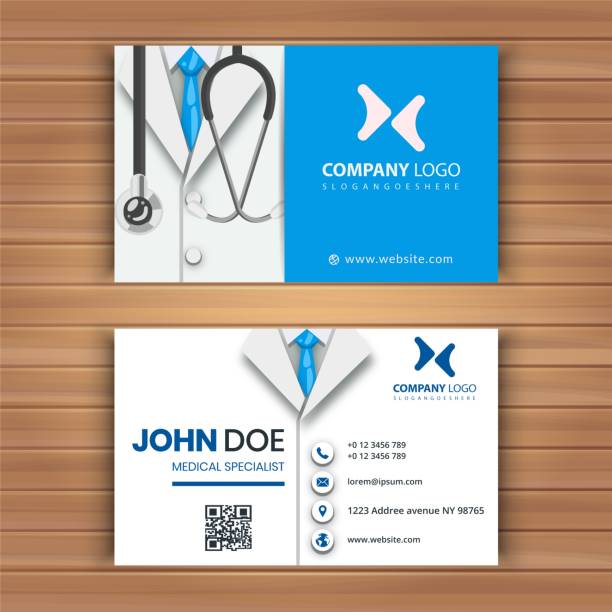 COMPANY LOGO
SLOGANGOESHERE
www.website.com
COMPANY LOGO
SLOGANGOESHERE
JOHN DOE
MEDICAL SPECIALIST
+0 12 3456 789
+0 12 3456 789
lorem@ipsum.com
1223 Addree avenue NY 98765
www.website.com